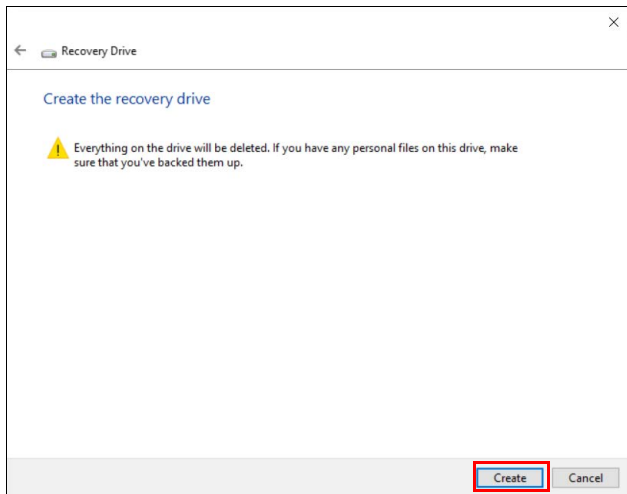 Recovery Drive
Create the recovery drive
Everything on the drive will be deleted. If you have any personal files on this drive, make
sure that you've backed them up.
Create
Cancel